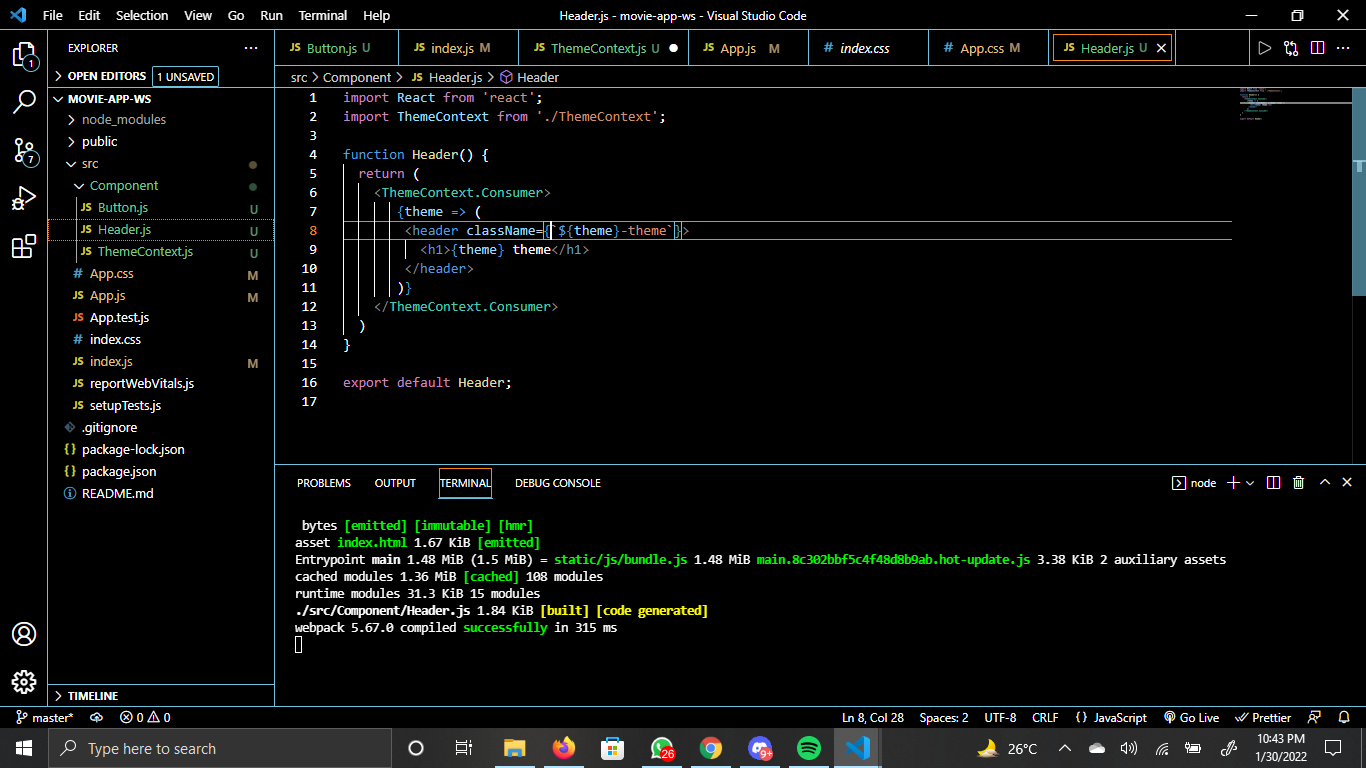 File Edit Selection View Go Run Terminal Help Header.js - movie-app-ws - Visual Studio Code
EXPLORER
JS Button.js U JS index.js M JS ThemeContext.js U JS App.js M # index.css # App.css M JS Header.js U
OPEN EDITORS 1 UNSAVED
src > Component > JS Header.js > Header
MOVIE-APP-WS
node_modules
public
src
Component
JS Button.js U
JS Header.js U
JS ThemeContext.js U
# App.css M
JS App.js M
JS App.test.js
# index.css
JS index.js M
JS reportWebVitals.js
JS setupTests.js
.gitignore
{} package-lock.json
{} package.json
README.md
TIMELINE
1
7
1 import React from 'react';
2 import ThemeContext from './ThemeContext';
3
4 function Header() {
5 return (
6 <ThemeContext.Consumer>
7 {theme => (
8 <header className={`${theme}-theme`}>
9 <h1>{theme} theme</h1>
10 </header>
11 )}
12 </ThemeContext.Consumer>
13 )
14 }
15
16 export default Header;
17
PROBLEMS OUTPUT TERMINAL DEBUG CONSOLE node
bytes [emitted] [immutable] [hmr]
asset index.html 1.67 KiB [emitted]
Entrypoint main 1.48 MiB (1.5 MiB) = static/js/bundle.js 1.48 MiB main.8c302bbf5c4f48d8b9ab.hot-update.js 3.38 KiB 2 auxiliary assets
cached modules 1.36 MiB [cached] 108 modules
runtime modules 31.3 KiB 15 modules
./src/Component/Header.js 1.84 KiB [built] [code generated]
webpack 5.67.0 compiled successfully in 315 ms
master* 0 0 Ln 8, Col 28 Spaces: 2 UTF-8 CRLF {} JavaScript Go Live Prettier
Type here to search 26 9+ 26°C 10:43 PM
1/30/2022